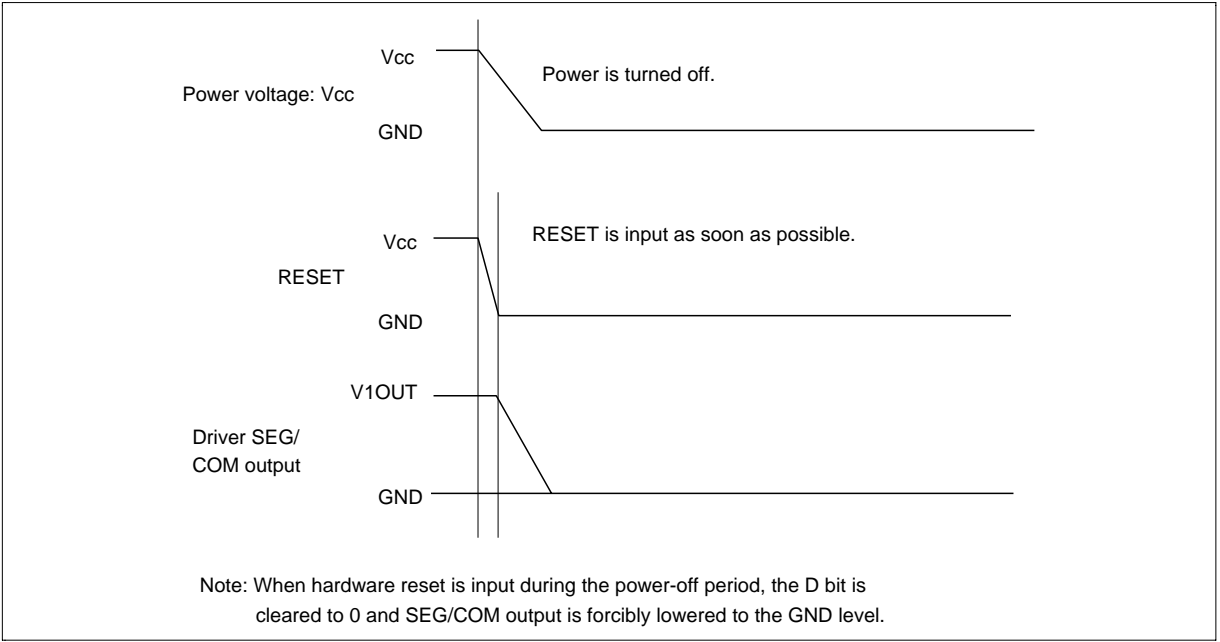 Vcc
Power is turned off.
Power voltage: Vcc
GND
Vcc
RESET is input as soon as possible.
RESET
GND
V1OUT
Driver SEG/
COM output
GND
Note: When hardware reset is input during the power-off period, the D bit is
cleared to 0 and SEG/COM output is forcibly lowered to the GND level.